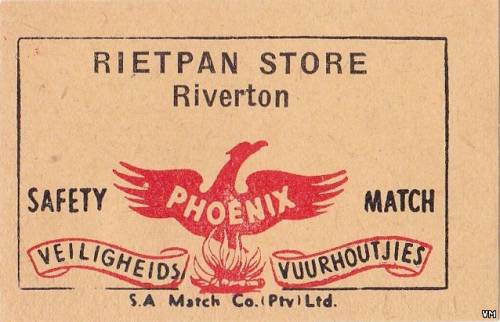 RIETPAN STORE
Riverton
PHOENIX
SAFETY MATCH
VEILIGHEIDS VUURHOUTJIES
S.A Match Co.(Pty) Ltd.
VM